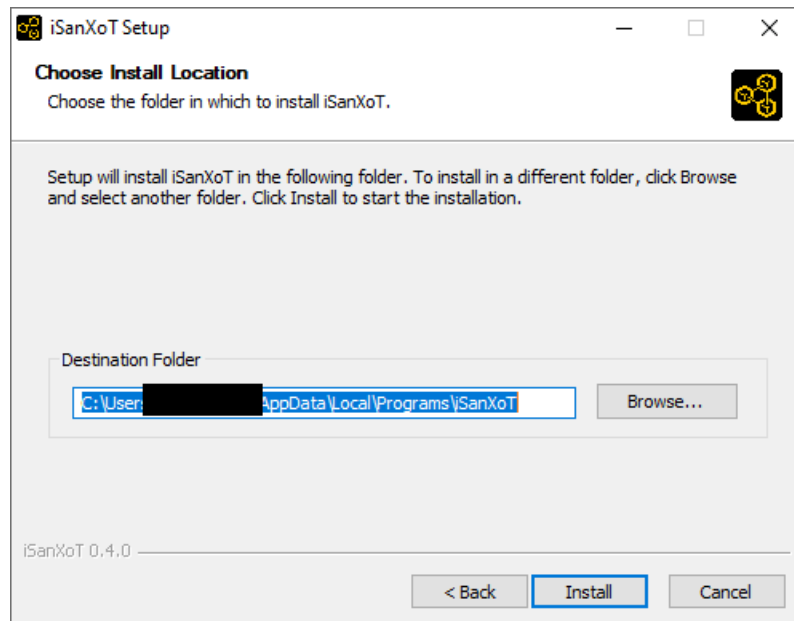 iSanXoT Setup
Choose Install Location
Choose the folder in which to install iSanXoT.
Setup will install iSanXoT in the following folder. To install in a different folder, click Browse
and select another folder. Click Install to start the installation.
Destination Folder
C:\User AppData\Local\Programs\iSanXoT
Browse...
iSanXoT 0.4.0
< Back
Install
Cancel